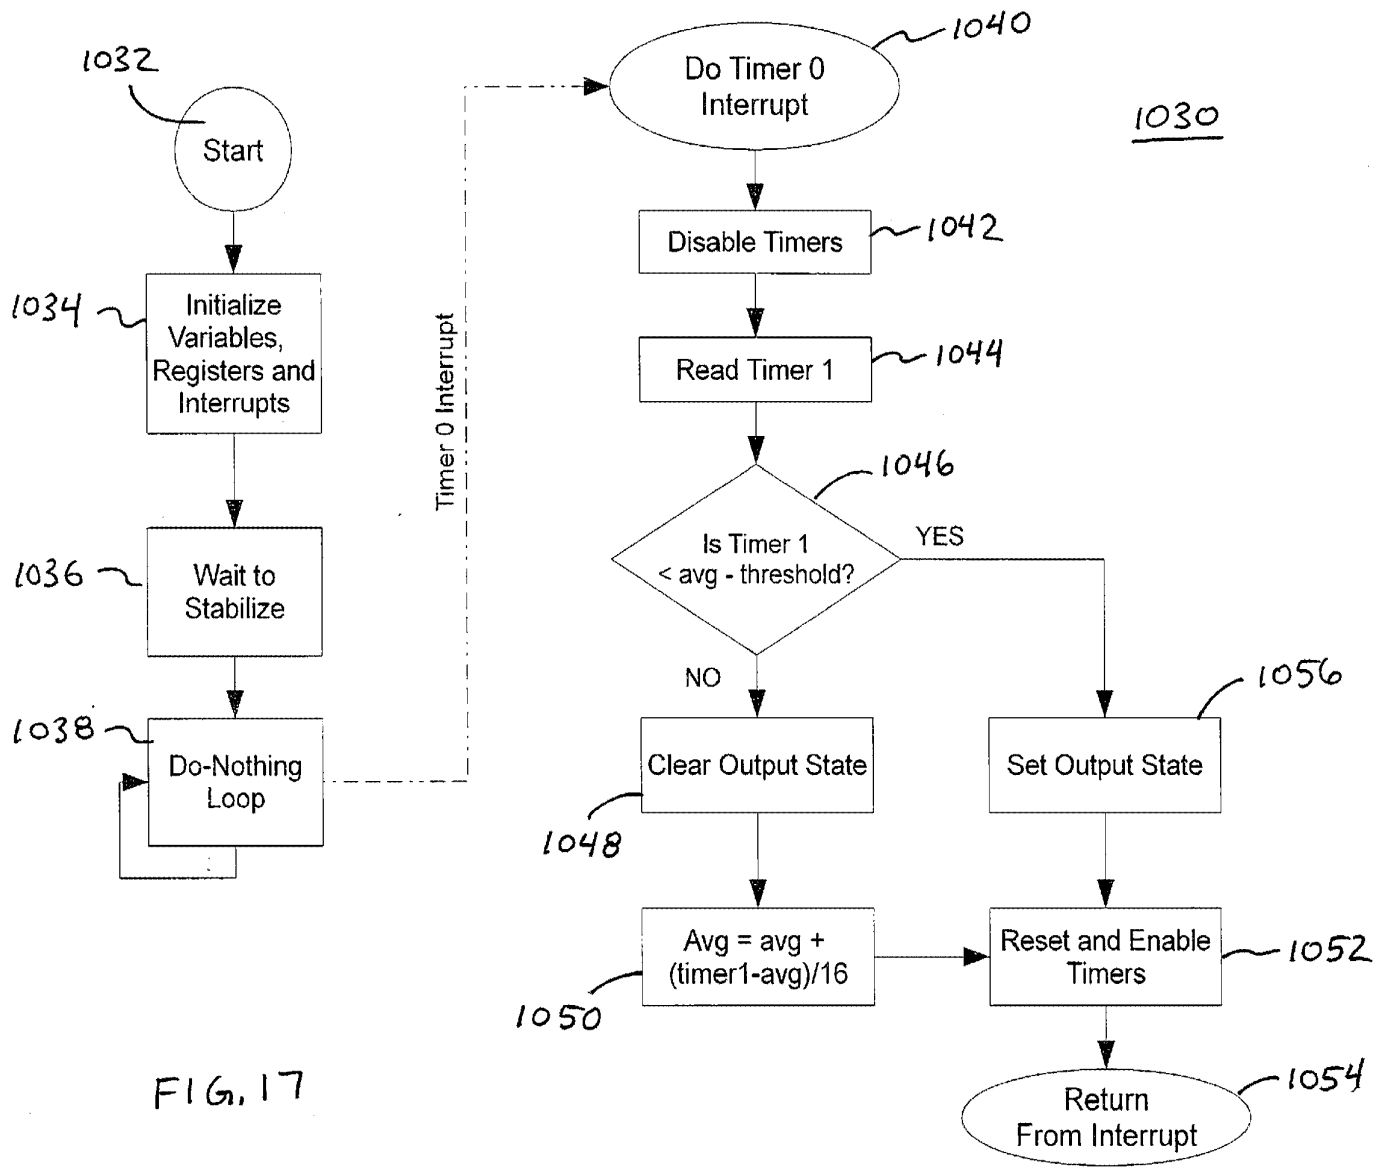 1032
Start
1034
Initialize
Variables,
Registers and
Interrupts
1036
Wait to
Stabilize
1038
Do-Nothing
Loop
Timer 0 Interrupt
1040
Do Timer 0
Interrupt
1030
1042
Disable Timers
1044
Read Timer 1
1046
Is Timer 1
< avg - threshold?
YES
NO
1056
Clear Output State
Set Output State
1048
Avg = avg +
(timer1-avg)/16
1050
Reset and Enable
Timers
1052
1054
Return
From Interrupt
FIG. 17